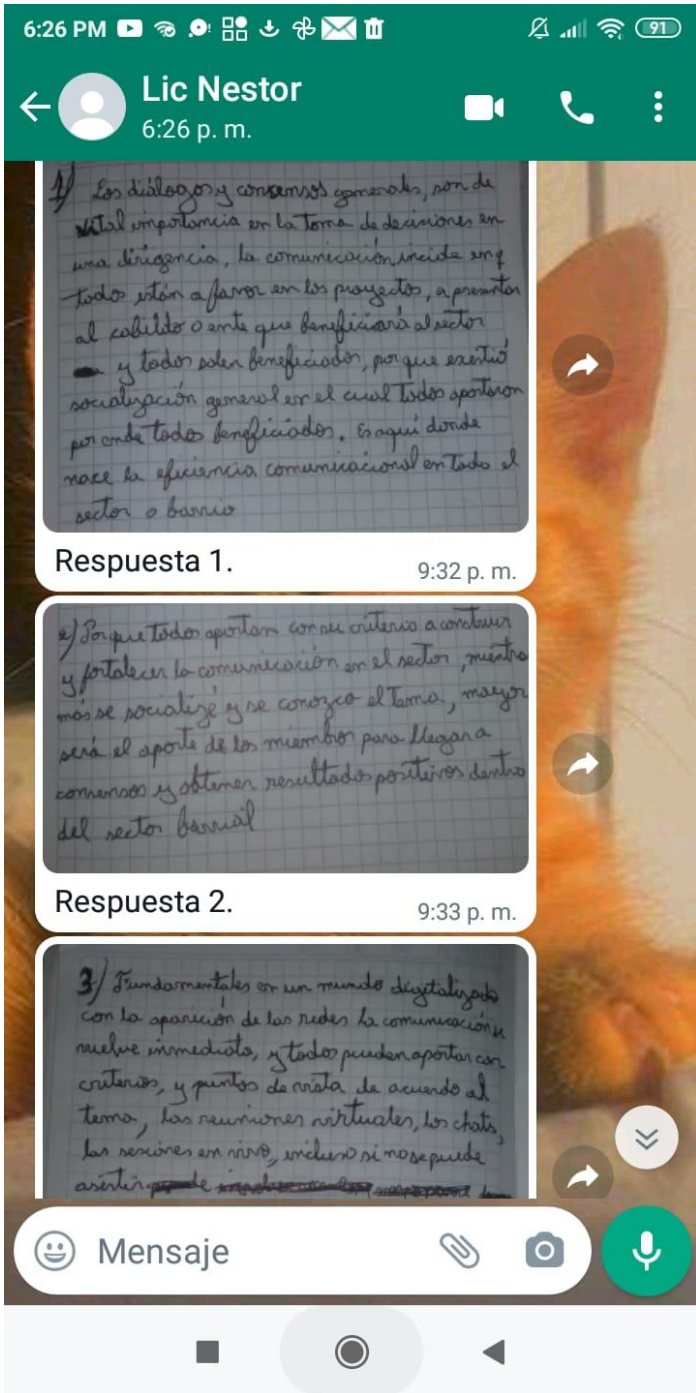 6:26 PM
91
Lic Nestor
6:26 p. m.
1) Los diálogos y consensos generales, son de
vital importancia en la toma de decisiones en
una dirigencia, la comunicación incide en q
todos estén a favor en los proyectos, a presentar
al cabildo o ente que beneficiará al sector
y todos salen beneficiados, porque existió
socialización general en el cual todos aportaron
por ende todos beneficiados. Es aquí donde
nace la eficiencia comunicacional en todo el
sector o barrio
Respuesta 1.
9:32 p. m.
2) Porque todos aportan con su criterio a construir
y fortalecer la comunicación en el sector, mientra
más se socialize y se conozca el tema, mayor
será el aporte de los miembros para llegar a
consensos y obtener resultados positivos dentro
del sector barrial
Respuesta 2.
9:33 p. m.
3) Fundamentales en un mundo digitalizado
con la aparición de las redes la comunicación se
vuelve inmediata, y todos pueden aportar con
criterios, y puntos de vista de acuerdo al
tema, las reuniones virtuales, los chats,
las sesiones en vivo, incluso si no se puede
asistir
Mensaje